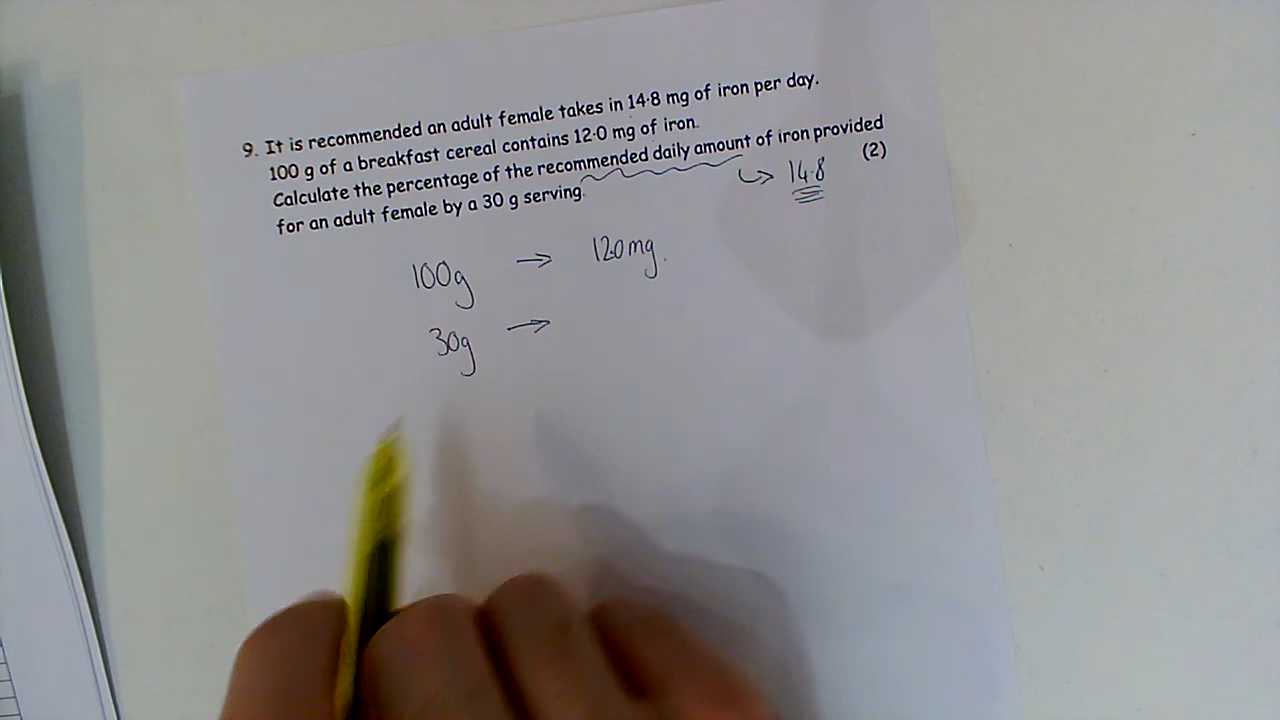 9. It is recommended an adult female takes in 14·8 mg of iron per day.
100 g of a breakfast cereal contains 12·0 mg of iron.
Calculate the percentage of the recommended daily amount of iron provided
for an adult female by a 30 g serving.
(2)
↳ 14.8
100g → 12.0mg.
30g →